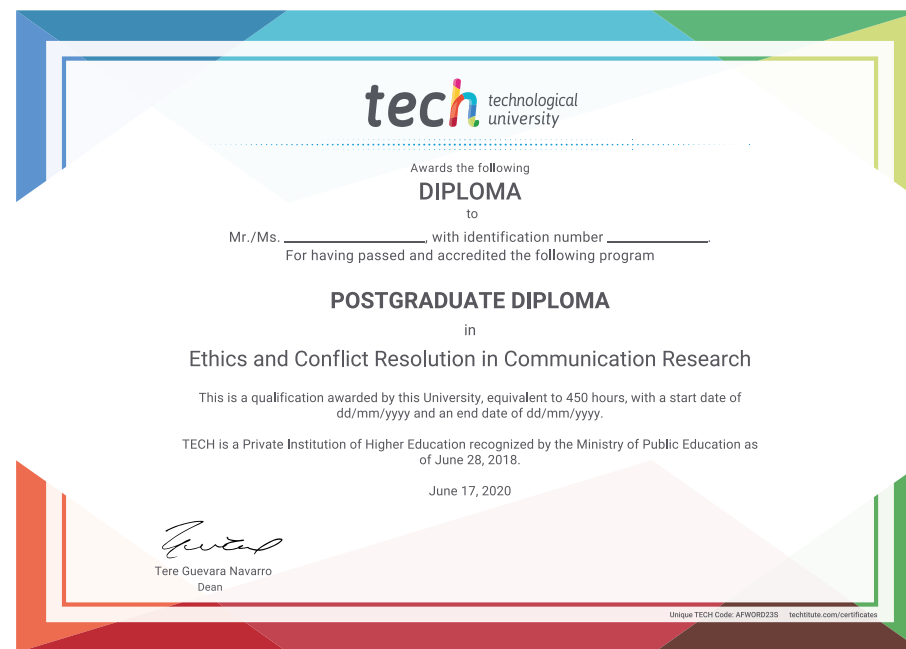 tech technological
university
Awards the following
DIPLOMA
to
Mr./Ms. ____________________, with identification number ______________.
For having passed and accredited the following program
POSTGRADUATE DIPLOMA
in
Ethics and Conflict Resolution in Communication Research
This is a qualification awarded by this University, equivalent to 450 hours, with a start date of
dd/mm/yyyy and an end date of dd/mm/yyyy.
TECH is a Private Institution of Higher Education recognized by the Ministry of Public Education as
of June 28, 2018.
June 17, 2020
Tere Guevara Navarro
Dean
Unique TECH Code: AFWORD23S techtitute.com/certificates